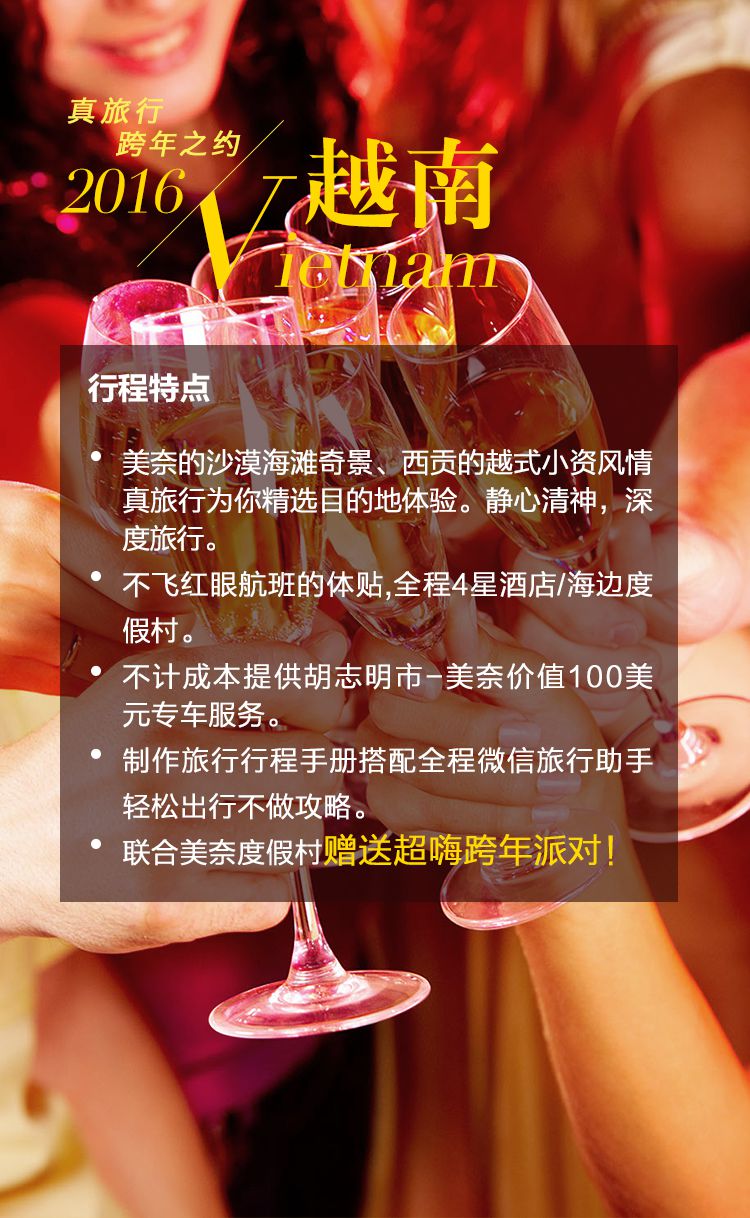 真旅行
跨年之约
2016
越南
Vietnam
行程特点
• 美奈的沙漠海滩奇景、西贡的越式小资风情
真旅行为你精选目的地体验。静心清神，深
度旅行。
• 不飞红眼航班的体贴,全程4星酒店/海边度
假村。
• 不计成本提供胡志明市-美奈价值100美
元专车服务。
• 制作旅行行程手册搭配全程微信旅行助手
轻松出行不做攻略。
• 联合美奈度假村赠送超嗨跨年派对！